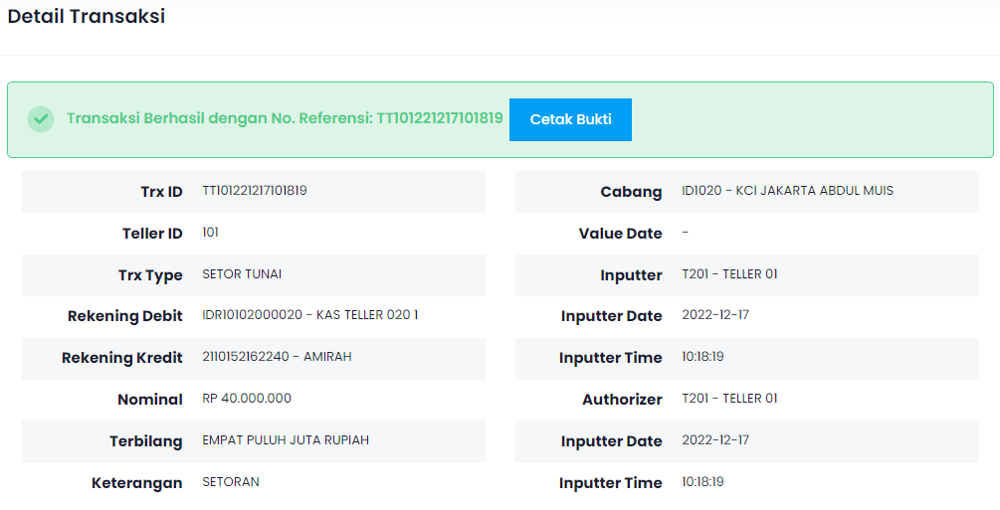 Detail Transaksi
Transaksi Berhasil dengan No. Referensi: TT101221217101819 Cetak Bukti
Trx ID TT101221217101819 Cabang ID1020 - KCI JAKARTA ABDUL MUIS
Teller ID 101 Value Date -
Trx Type SETOR TUNAI Inputter T201 - TELLER 01
Rekening Debit IDR10102000020 - KAS TELLER 020 1 Inputter Date 2022-12-17
Rekening Kredit 2110152162240 - AMIRAH Inputter Time 10:18:19
Nominal RP 40.000.000 Authorizer T201 - TELLER 01
Terbilang EMPAT PULUH JUTA RUPIAH Inputter Date 2022-12-17
Keterangan SETORAN Inputter Time 10:18:19